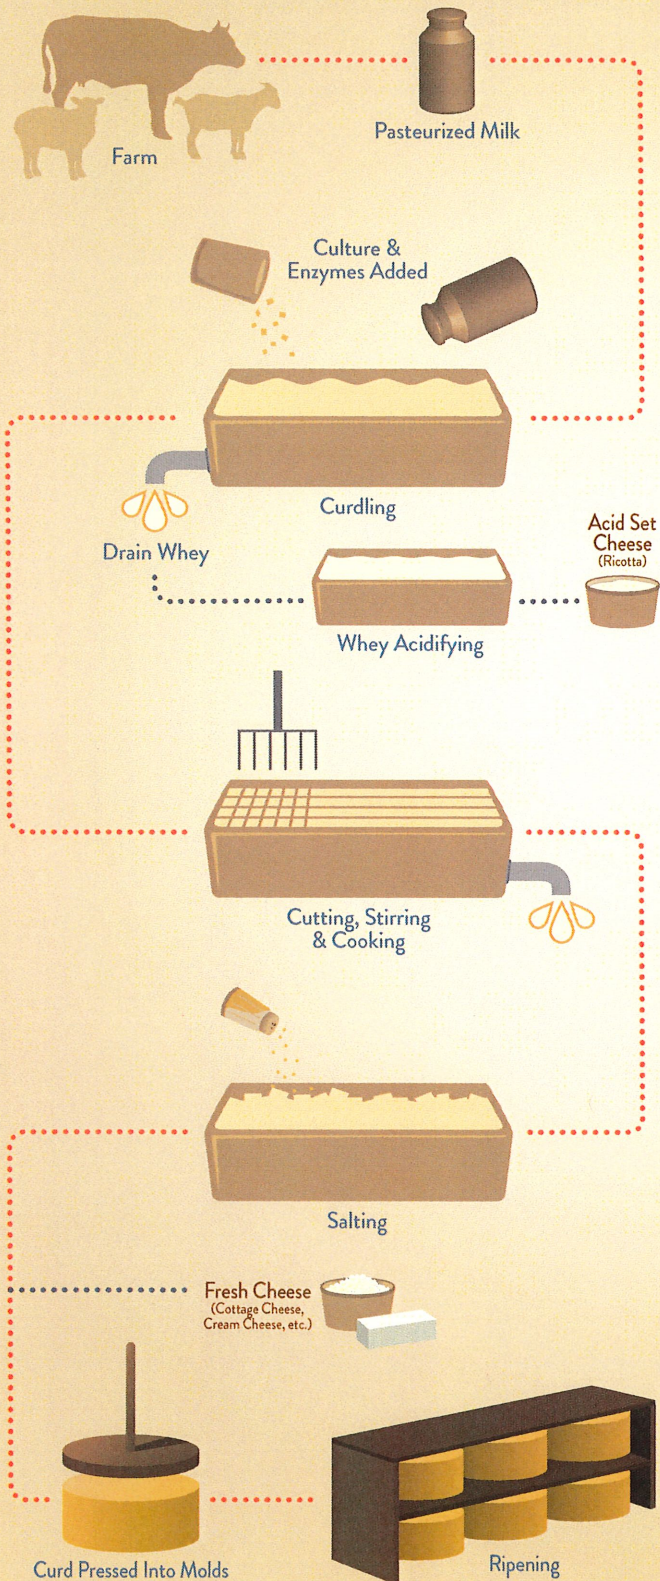 Farm
Pasteurized Milk
Culture &
Enzymes Added
Curdling
Drain Whey
Acid Set
Cheese
(Ricotta)
Whey Acidifying
Cutting, Stirring
& Cooking
Salting
Fresh Cheese
(Cottage Cheese,
Cream Cheese, etc.)
Curd Pressed Into Molds
Ripening